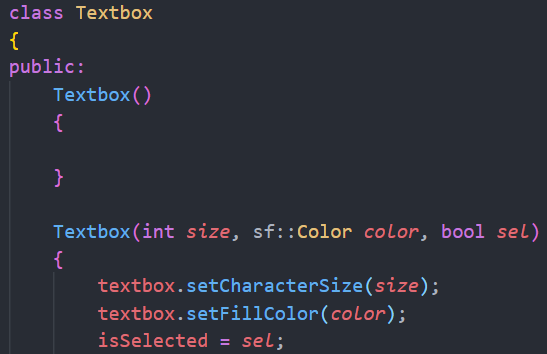 class Textbox
{
public:
    Textbox()
    {

    }

    Textbox(int size, sf::Color color, bool sel)
    {
        textbox.setCharacterSize(size);
        textbox.setFillColor(color);
        isSelected = sel;